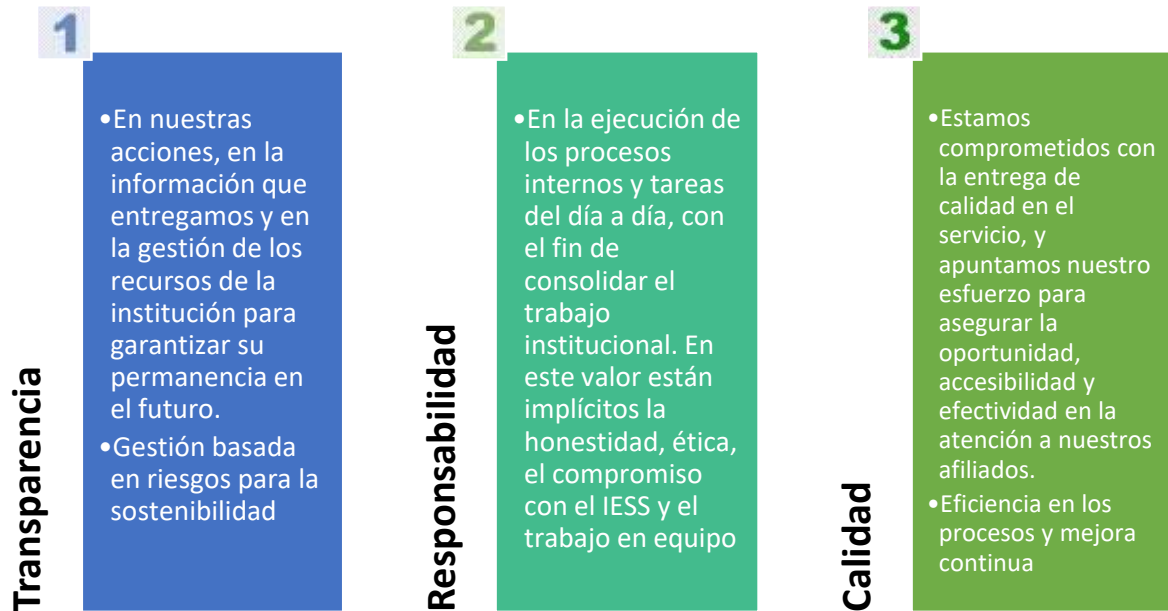 1
Transparencia
•En nuestras
acciones, en la
información que
entregamos y en
la gestión de los
recursos de la
institución para
garantizar su
permanencia en
el futuro.
•Gestión basada
en riesgos para la
sostenibilidad
2
Responsabilidad
•En la ejecución de
los procesos
internos y tareas
del día a día, con
el fin de
consolidar el
trabajo
institucional. En
este valor están
implícitos la
honestidad, ética,
el compromiso
con el IESS y el
trabajo en equipo
3
Calidad
•Estamos
comprometidos con
la entrega de
calidad en el
servicio, y
apuntamos nuestro
esfuerzo para
asegurar la
oportunidad,
accesibilidad y
efectividad en la
atención a nuestros
afiliados.
•Eficiencia en los
procesos y mejora
continua